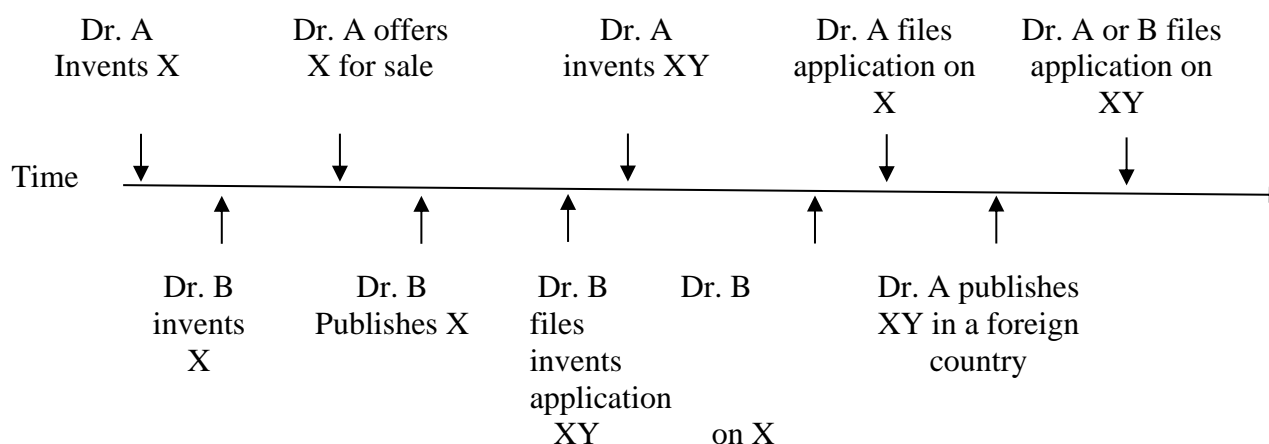 Dr. A Dr. A offers Dr. A Dr. A files Dr. A or B files
Invents X X for sale invents XY application on application on
X XY
Time
Dr. B Dr. B Dr. B Dr. B Dr. A publishes
invents Publishes X files XY in a foreign
X invents country
application
XY on X